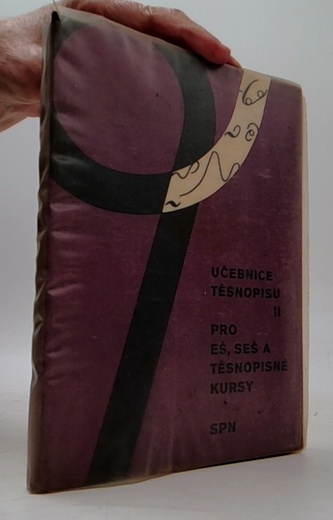 UČEBNICE
TĚSNOPISU
II
PRO
EŠ, SEŠ A
TĚSNOPISNÉ
KURSY
SPN